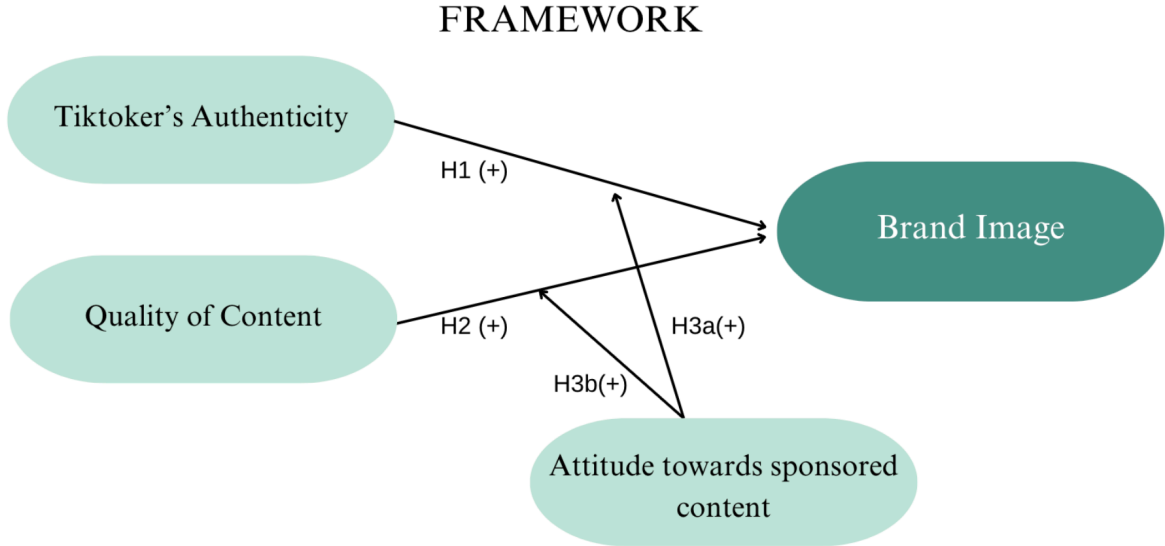 FRAMEWORK
Tiktoker's Authenticity
H1 (+)
Brand Image
Quality of Content
H2 (+)
H3a(+)
H3b(+)
Attitude towards sponsored
content